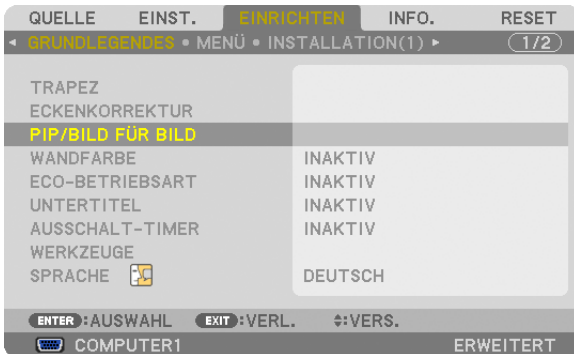 QUELLE EINST. EINRICHTEN INFO. RESET
GRUNDLEGENDES • MENÜ • INSTALLATION(1) 1/2
TRAPEZ
ECKENKORREKTUR
PIP/BILD FÜR BILD
WANDFARBE INAKTIV
ECO-BETRIEBSART INAKTIV
UNTERTITEL INAKTIV
AUSSCHALT-TIMER INAKTIV
WERKZEUGE
SPRACHE DEUTSCH
ENTER :AUSWAHL EXIT :VERL. :VERS.
COMPUTER1 ERWEITERT